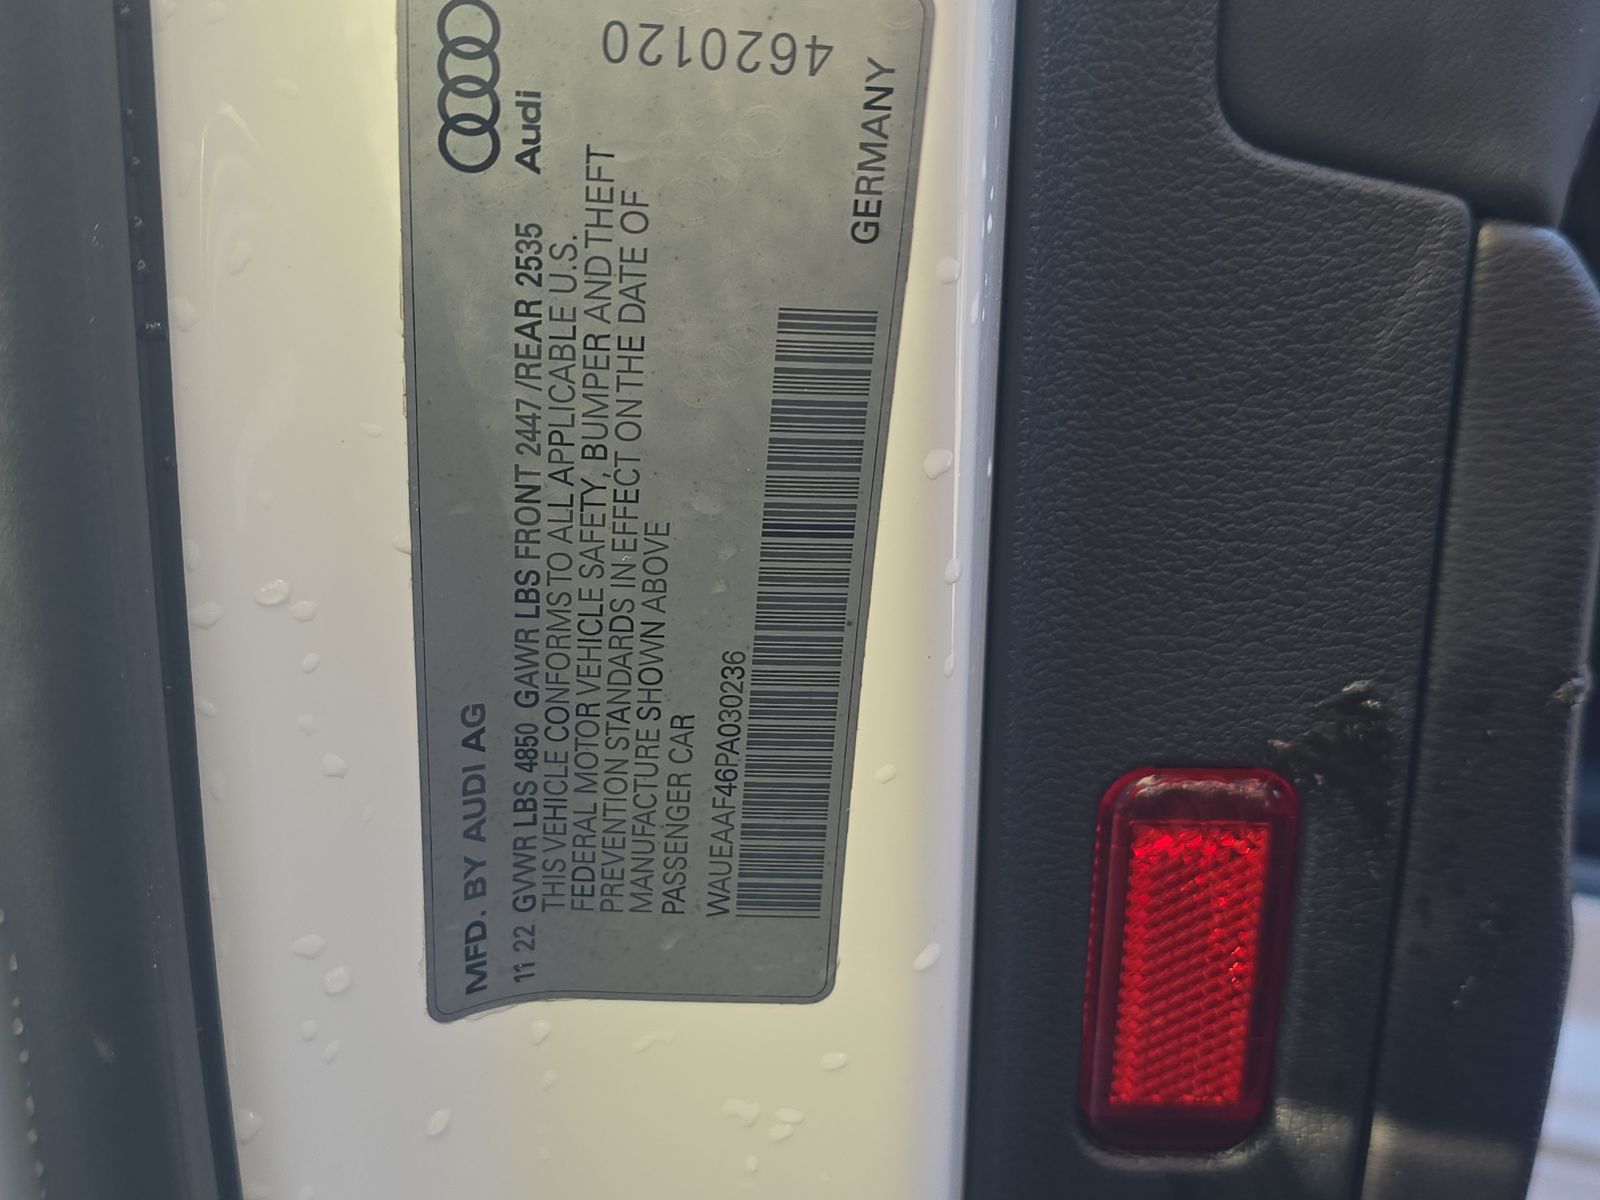 MFD. BY AUDI AG
11 22 GVWR LBS 4850 GAWR LBS FRONT 2447 /REAR 2535
THIS VEHICLE CONFORMS TO ALL APPLICABLE U.S.
FEDERAL MOTOR VEHICLE SAFETY, BUMPER AND THEFT
PREVENTION STANDARDS IN EFFECT ON THE DATE OF
MANUFACTURE SHOWN ABOVE
PASSENGER CAR
WAUEAAF46PA030236
Audi
GERMANY
4620120